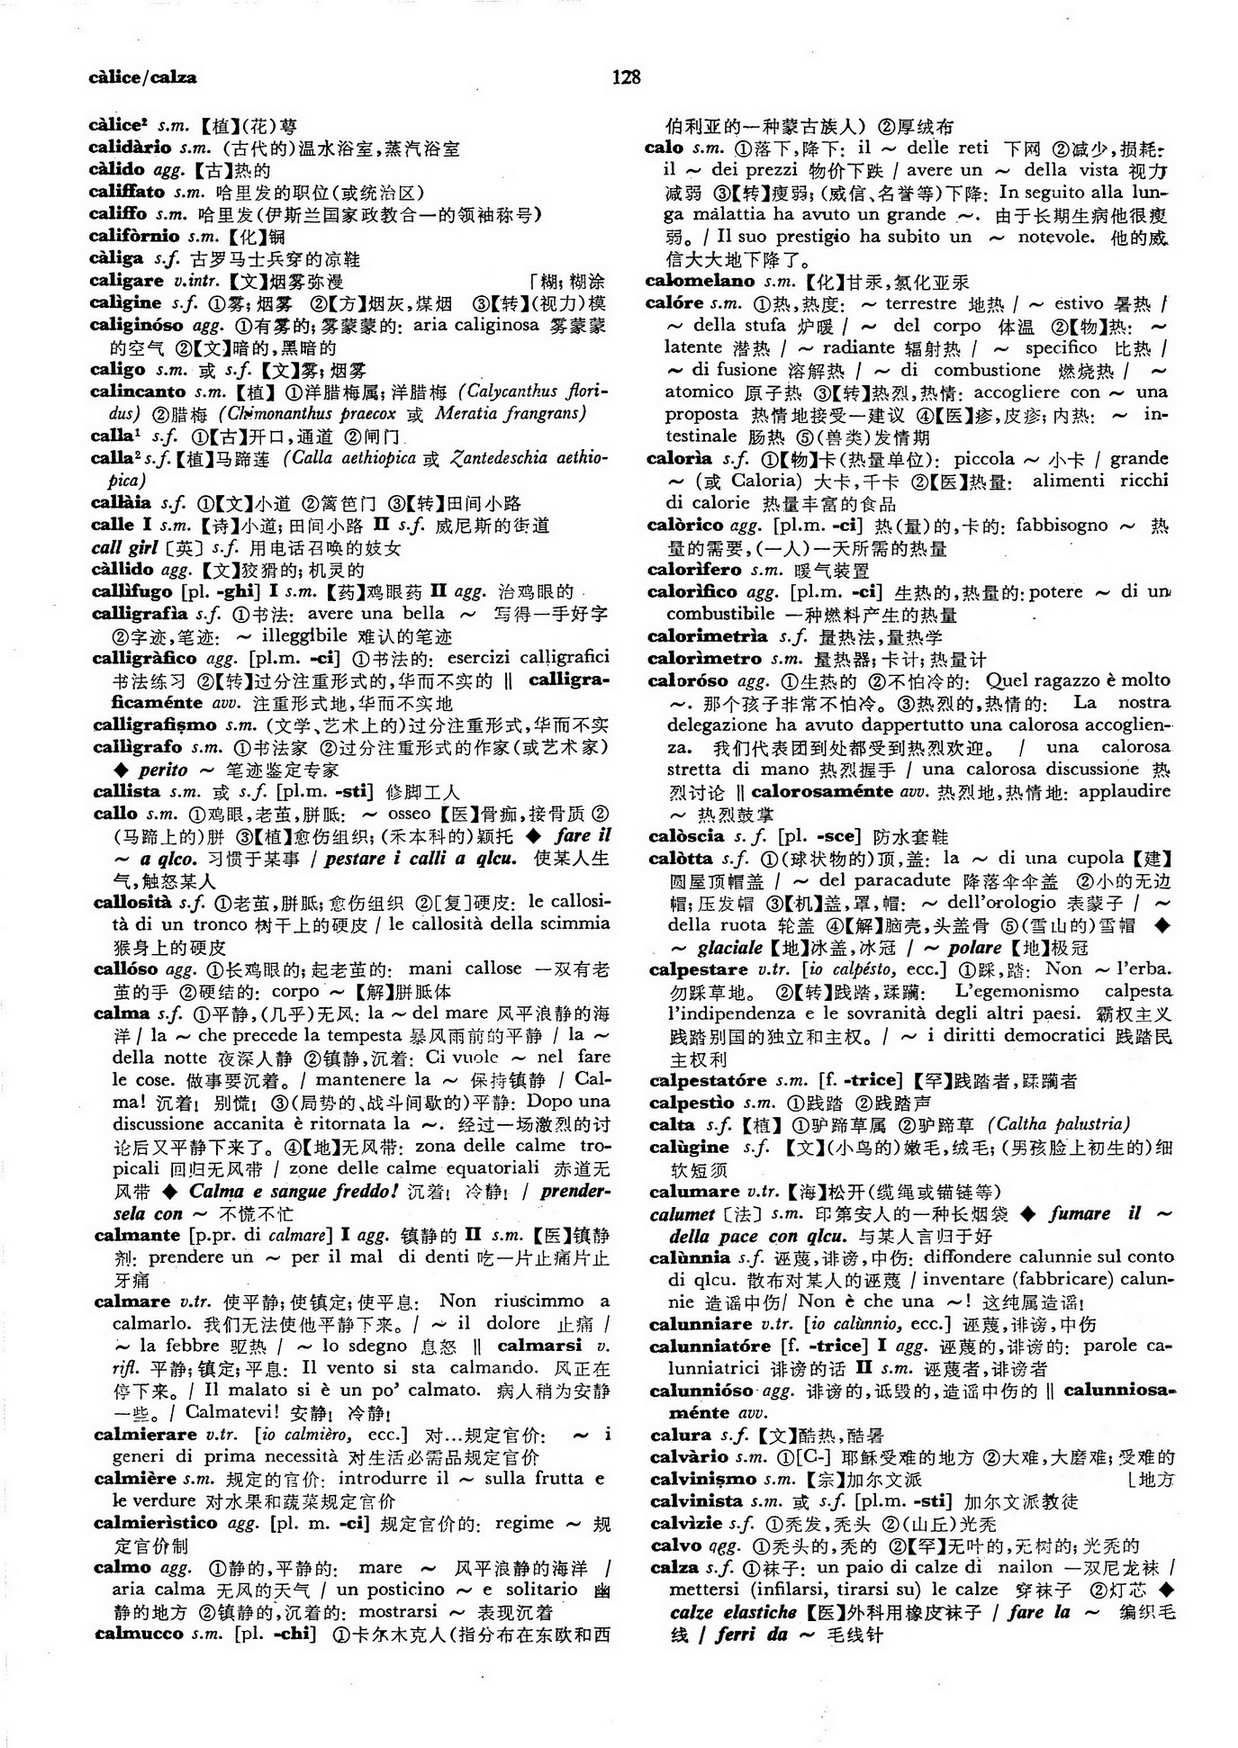 càlice/calza
128
càlice² s.m.【植】(花)萼
calidàrio s.m. (古代的)温水浴室,蒸汽浴室
càlido agg.【古】热的
califfato s.m. 哈里发的职位(或统治区)
califfo s.m. 哈里发(伊斯兰国家政教合一的领袖称号)
califòrnio s.m.【化】锎
càliga s.f. 古罗马士兵穿的凉鞋
caligare v.intr.【文】烟雾弥漫 「糊; 糊涂
calìgine s.f. ①雾; 烟雾 ②【方】烟灰,煤烟 ③【转】(视力)模
caliginóso agg. ①有雾的; 雾蒙蒙的: aria caliginosa 雾蒙蒙
的空气 ②【文】暗的,黑暗的
caligo s.m. 或 s.f.【文】雾; 烟雾
calincanto s.m.【植】①洋腊梅属; 洋腊梅 (Calycanthus flori-
dus) ②腊梅 (Chimonanthus praecox 或 Meratia frangrans)
calla¹ s.f. ①【古】开口,通道 ②闸门
calla² s.f.【植】马蹄莲 (Calla aethiopica 或 Zantedeschia aethio-
pica)
callàia s.f. ①【文】小道 ②篱笆门 ③【转】田间小路
calle I s.m.【诗】小道; 田间小路 II s.f. 威尼斯的街道
call girl〔英〕s.f. 用电话召唤的妓女
càllido agg.【文】狡猾的; 机灵的
callìfugo [pl. -ghi] I s.m.【药】鸡眼药 II agg. 治鸡眼的
calligrafìa s.f. ①书法: avere una bella ～ 写得一手好字
②字迹,笔迹: ～ illeggibile 难认的笔迹
calligràfico agg. [pl.m. -ci] ①书法的: esercizi calligrafici
书法练习 ②【转】过分注重形式的,华而不实的 ‖ calligra-
ficaménte avv. 注重形式地,华而不实地
calligrafismo s.m. (文学、艺术上的)过分注重形式,华而不实
callìgrafo s.m. ①书法家 ②过分注重形式的作家(或艺术家)
◆ perito ～ 笔迹鉴定专家
callista s.m. 或 s.f. [pl.m. -sti] 修脚工人
callo s.m. ①鸡眼,老茧,胼胝: ～ osseo【医】骨痂,接骨质 ②
(马蹄上的)胼 ③【植】愈伤组织; (禾本科的)颖托 ◆ fare il
～ a qlco. 习惯于某事 / pestare i calli a qlcu. 使某人生
气,触怒某人
callosità s.f. ①老茧,胼胝; 愈伤组织 ②[复]硬皮: le callosi-
tà di un tronco 树干上的硬皮 / le callosità della scimmia
猴身上的硬皮
callóso agg. ①长鸡眼的; 起老茧的: mani callose 一双有老
茧的手 ②硬结的: corpo ～【解】胼胝体
calma s.f. ①平静,(几乎)无风: la ～ del mare 风平浪静的海
洋 / la ～ che precede la tempesta 暴风雨前的平静 / la ～
della notte 夜深人静 ②镇静,沉着: Ci vuole ～ nel fare
le cose. 做事要沉着。/ mantenere la ～ 保持镇静 / Cal-
ma! 沉着! 别慌! ③(局势的、战斗间歇的)平静: Dopo una
discussione accanita è ritornata la ～. 经过一场激烈的讨
论后又平静下来了。④【地】无风带: zona delle calme tro-
picali 回归无风带 / zone delle calme equatoriali 赤道无
风带 ◆ Calma e sangue freddo! 沉着! 冷静! / prender-
sela con ～ 不慌不忙
calmante [p.pr. di calmare] I agg. 镇静的 II s.m.【医】镇静
剂: prendere un ～ per il mal di denti 吃一片止痛片止
牙痛
calmare v.tr. 使平静; 使镇定; 使平息: Non riuscimmo a
calmarlo. 我们无法使他平静下来。/ ～ il dolore 止痛 /
～ la febbre 驱热 / ～ lo sdegno 息怒 ‖ calmarsi v.
rifl. 平静; 镇定; 平息: Il vento si sta calmando. 风正在
停下来。/ Il malato si è un po’ calmato. 病人稍为安静
一些。/ Calmatevi! 安静! 冷静!
calmierare v.tr. [io calmièro, ecc.] 对…规定官价: ～ i
generi di prima necessità 对生活必需品规定官价
calmière s.m. 规定的官价: introdurre il ～ sulla frutta e
le verdure 对水果和蔬菜规定官价
calmierìstico agg. [pl. m. -ci] 规定官价的: regime ～ 规
定官价制
calmo agg. ①静的,平静的: mare ～ 风平浪静的海洋 /
aria calma 无风的天气 / un posticino ～ e solitario 幽
静的地方 ②镇静的,沉着的: mostrarsi ～ 表现沉着
calmucco s.m. [pl. -chi] ①卡尔木克人(指分布在东欧和西
伯利亚的一种蒙古族人) ②厚绒布
calo s.m. ①落下,降下: il ～ delle reti 下网 ②减少,损耗:
il ～ dei prezzi 物价下跌 / avere un ～ della vista 视力
减弱 ③【转】瘦弱; (威信、名誉等)下降: In seguito alla lun-
ga malattia ha avuto un grande ～. 由于长期生病他很瘦
弱。/ Il suo prestigio ha subito un ～ notevole. 他的威
信大大地下降了。
calomelano s.m.【化】甘汞,氯化亚汞
calóre s.m. ①热,热度: ～ terrestre 地热 / ～ estivo 暑热 /
～ della stufa 炉暖 / ～ del corpo 体温 ②【物】热: ～
latente 潜热 / ～ radiante 辐射热 / ～ specifico 比热 /
～ di fusione 溶解热 / ～ di combustione 燃烧热 / ～
atomico 原子热 ③【转】热烈,热情: accogliere con ～ una
proposta 热情地接受一建议 ④【医】疹,皮疹; 内热: ～ in-
testinale 肠热 ⑤(兽类)发情期
calorìa s.f. ①【物】卡(热量单位): piccola ～ 小卡 / grande
～ (或 Caloria) 大卡,千卡 ②【医】热量: alimenti ricchi
di calorie 热量丰富的食品
calòrico agg. [pl.m. -ci] 热(量)的,卡的: fabbisogno ～ 热
量的需要,(一人)一天所需的热量
calorìfero s.m. 暖气装置
calorìfico agg. [pl.m. -ci] 生热的,热量的: potere ～ di un
combustibile 一种燃料产生的热量
calorimetrìa s.f. 量热法,量热学
calorìmetro s.m. 量热器; 卡计; 热量计
caloróso agg. ①生热的 ②不怕冷的: Quel ragazzo è molto
～. 那个孩子非常不怕冷。③热烈的,热情的: La nostra
delegazione ha avuto dappertutto una calorosa accoglien-
za. 我们代表团到处都受到热烈欢迎。 / una calorosa
stretta di mano 热烈握手 / una calorosa discussione 热
烈讨论 ‖ calorosaménte avv. 热烈地,热情地: applaudire
～ 热烈鼓掌
calòscia s. f. [pl. -sce] 防水套鞋
calòtta s.f. ①(球状物的)顶,盖: la ～ di una cupola【建】
圆屋顶帽盖 / ～ del paracadute 降落伞伞盖 ②小的无边
帽; 压发帽 ③【机】盖,罩,帽: ～ dell’orologio 表蒙子 / ～
della ruota 轮盖 ④【解】脑壳,头盖骨 ⑤(雪山的)雪帽 ◆
～ glaciale【地】冰盖,冰冠 / ～ polare【地】极冠
calpestare v.tr. [io calpésto, ecc.] ①踩,踏: Non ～ l’erba.
勿踩草地。 ②【转】践踏,蹂躏: L’egemonismo calpesta
l’indipendenza e le sovranità degli altri paesi. 霸权主义
践踏别国的独立和主权。/ ～ i diritti democratici 践踏民
主权利
calpestatóre s.m. [f. -trice]【罕】践踏者,蹂躏者
calpestìo s.m. ①践踏 ②践踏声
calta s.f.【植】①驴蹄草属 ②驴蹄草 (Caltha palustria)
calùgine s.f. 【文】(小鸟的)嫩毛,绒毛; (男孩脸上初生的)细
软短须
calumare v.tr.【海】松开(缆绳或锚链等)
calumet〔法〕s.m. 印第安人的一种长烟袋 ◆ fumare il ～
della pace con qlcu. 与某人言归于好
calùnnia s.f. 诬蔑,诽谤,中伤: diffondere calunnie sul conto
di qlcu. 散布对某人的诬蔑 / inventare (fabbricare) calun-
nie 造谣中伤/ Non è che una ～! 这纯属造谣!
calunniare v.tr. [io calùnnio, ecc.] 诬蔑,诽谤,中伤
calunniatóre [f. -trice] I agg. 诬蔑的,诽谤的: parole ca-
lunniatrici 诽谤的话 II s.m. 诬蔑者,诽谤者
calunnióso agg. 诽谤的,诋毁的,造谣中伤的 ‖ calunniosa-
ménte avv.
calura s.f.【文】酷热,酷暑
calvàrio s.m. ①[C-] 耶稣受难的地方 ②大难,大磨难; 受难的
calvinismo s.m.【宗】加尔文派 ⌊地方
calvinista s.m. 或 s.f. [pl.m. -sti] 加尔文派教徒
calvìzie s.f. ①秃发,秃头 ②(山丘)光秃
calvo agg. ①秃头的,秃的 ②【罕】无叶的,无树的; 光秃的
calza s.f. ①袜子: un paio di calze di nailon 一双尼龙袜 /
mettersi (infilarsi, tirarsi su) le calze 穿袜子 ②灯芯 ◆
calze elastiche【医】外科用橡皮袜子 / fare la ～ 编织毛
线 / ferri da ～ 毛线针